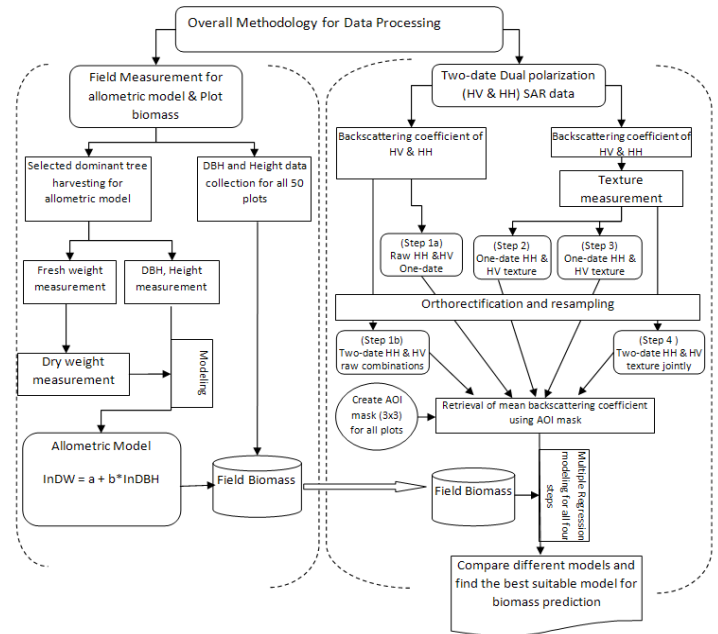 Overall Methodology for Data Processing
Field Measurement for
allometric model & Plot
biomass
Two-date Dual polarization
(HV & HH) SAR data
Selected dominant tree
harvesting for
allometric model
DBH and Height data
collection for all 50
plots
Backscattering coefficient of
HV & HH
Backscattering coefficient of
HV & HH
Texture
measurement
Fresh weight
measurement
DBH, Height
measurement
(Step 1a)
Raw HH &HV
One-date
(Step 2)
One-date HH &
HV texture
(Step 3)
One-date HH &
HV texture
Orthorectification and resampling
Dry weight
measurement
Modeling
(Step 1b)
Two-date HH & HV
raw combinations
(Step 4 )
Two-date HH & HV
texture jointly
Create AOI
mask (3x3)
for all plots
Retrieval of mean backscattering coefficient
using AOI mask
Allometric Model
InDW = a + b*InDBH
Field Biomass
Field Biomass
Multiple Regression
modeling for all four
steps
Compare different models and
find the best suitable model for
biomass prediction